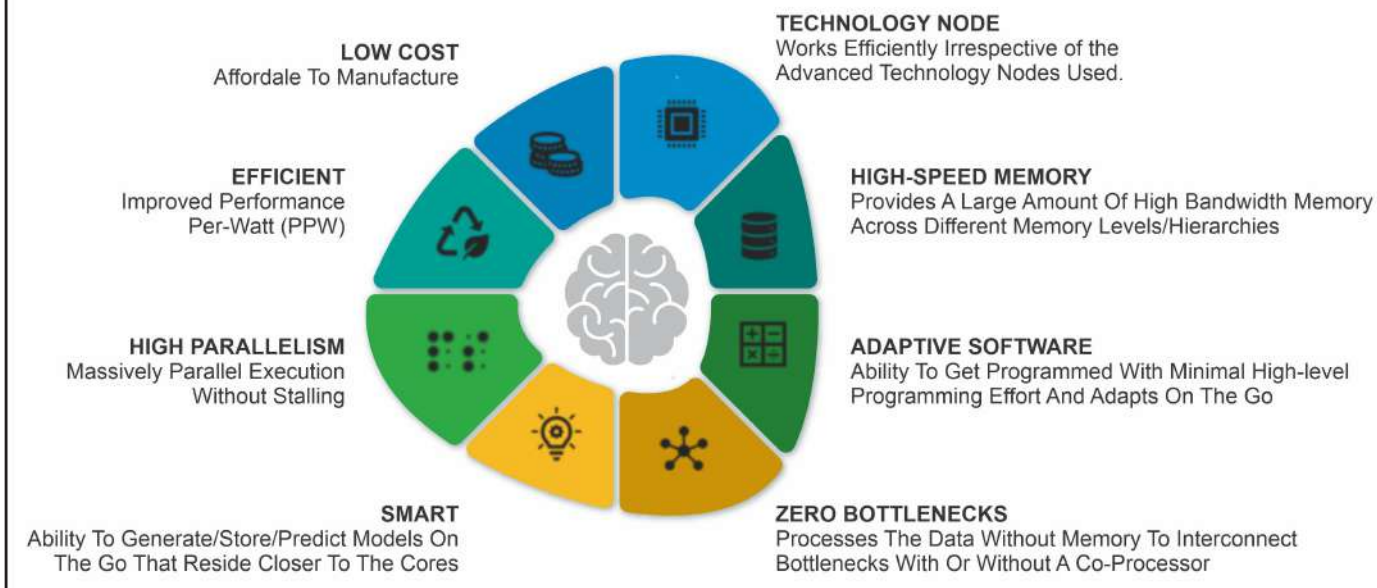 LOW COST
Affordale To Manufacture
TECHNOLOGY NODE
Works Efficiently Irrespective of the
Advanced Technology Nodes Used.
EFFICIENT
Improved Performance
Per-Watt (PPW)
HIGH-SPEED MEMORY
Provides A Large Amount Of High Bandwidth Memory
Across Different Memory Levels/Hierarchies
HIGH PARALLELISM
Massively Parallel Execution
Without Stalling
ADAPTIVE SOFTWARE
Ability To Get Programmed With Minimal High-level
Programming Effort And Adapts On The Go
SMART
Ability To Generate/Store/Predict Models On
The Go That Reside Closer To The Cores
ZERO BOTTLENECKS
Processes The Data Without Memory To Interconnect
Bottlenecks With Or Without A Co-Processor